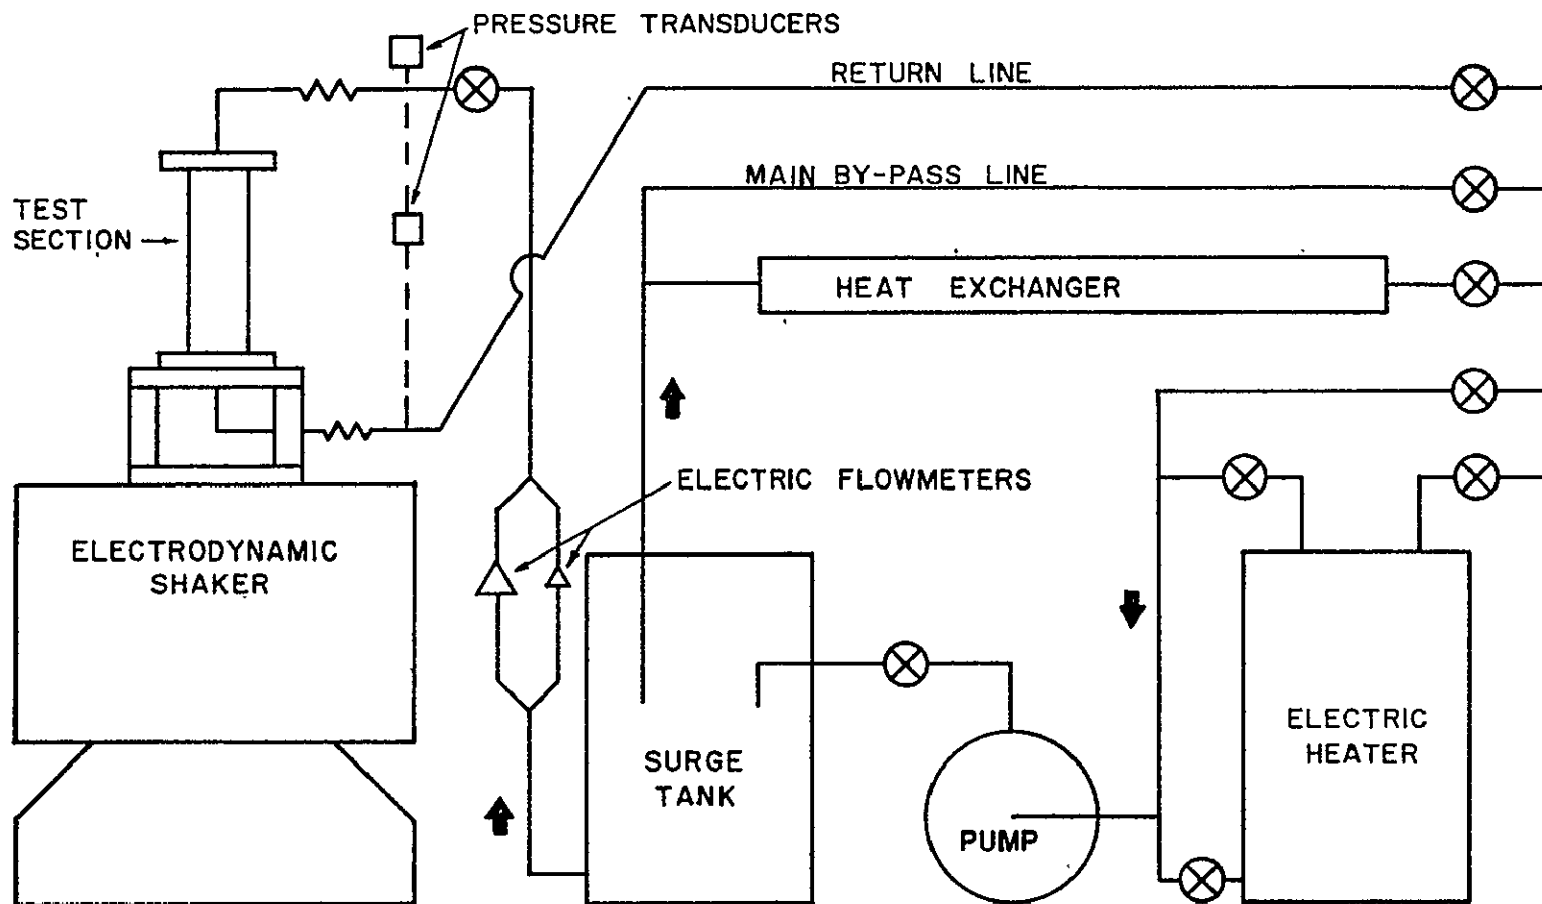 PRESSURE TRANSDUCERS
RETURN LINE
MAIN BY-PASS LINE
TEST
SECTION
HEAT EXCHANGER
ELECTRIC FLOWMETERS
ELECTRODYNAMIC
SHAKER
SURGE
TANK
PUMP
ELECTRIC
HEATER